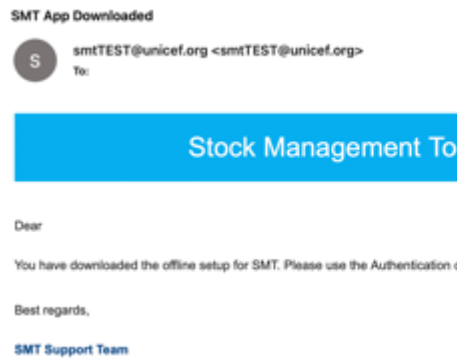 SMT App Downloaded
S
smtTEST@unicef.org <smtTEST@unicef.org>
To:
Stock Management To
Dear
You have downloaded the offline setup for SMT. Please use the Authentication
Best regards,
SMT Support Team